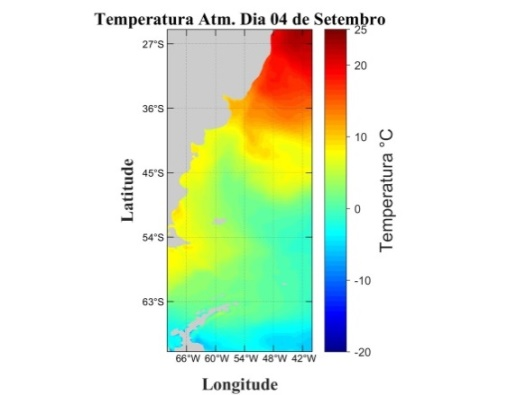 Temperatura Atm. Dia 04 de Setembro
27°S
36°S
45°S
54°S
63°S
66°W 60°W 54°W 48°W 42°W
Latitude
Longitude
25
20
10
0
-10
-20
Temperatura °C